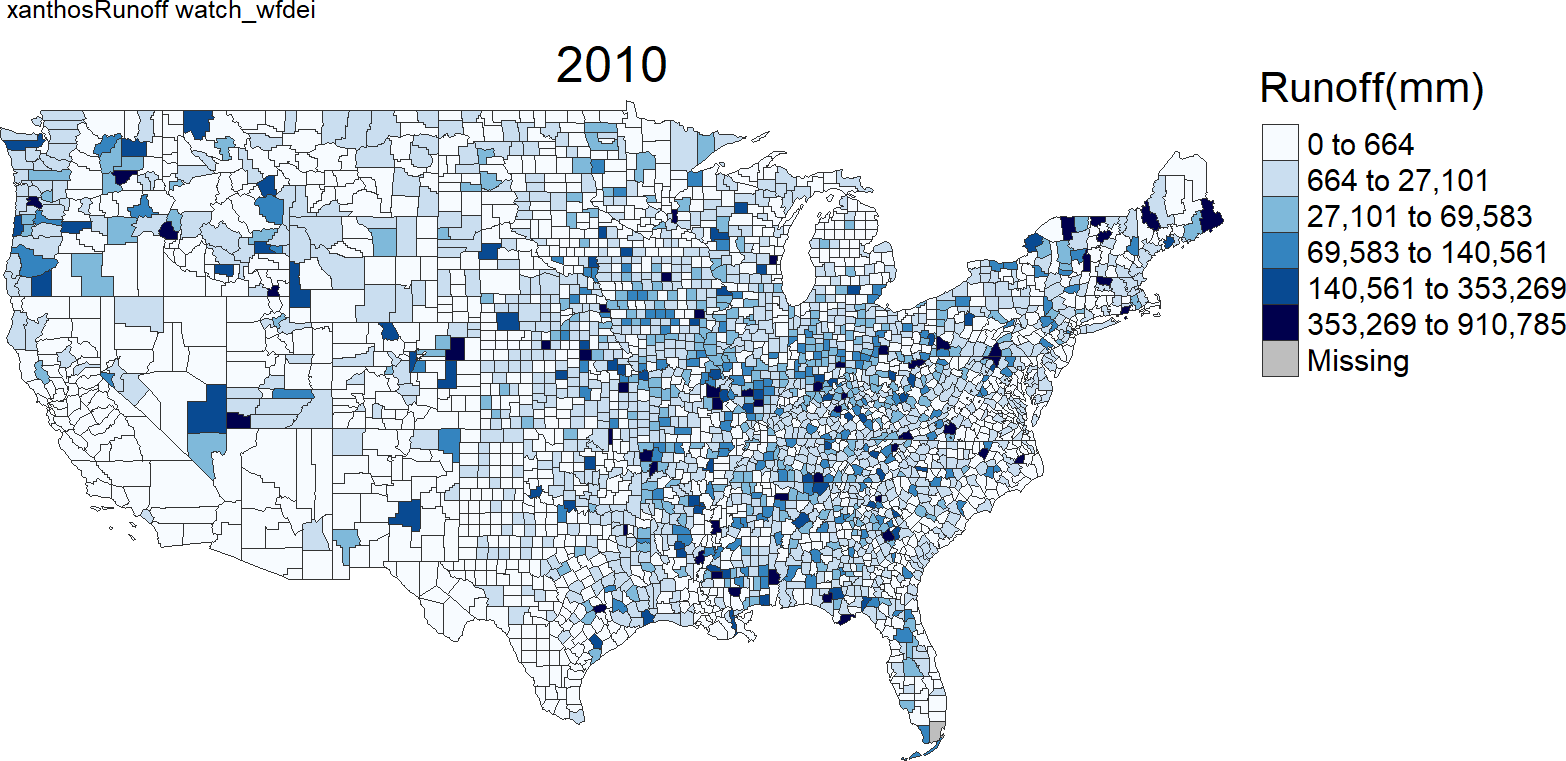 xanthosRunoff watch_wfdei
2010
Runoff(mm)
0 to 664
664 to 27,101
27,101 to 69,583
69,583 to 140,561
140,561 to 353,269
353,269 to 910,785
Missing